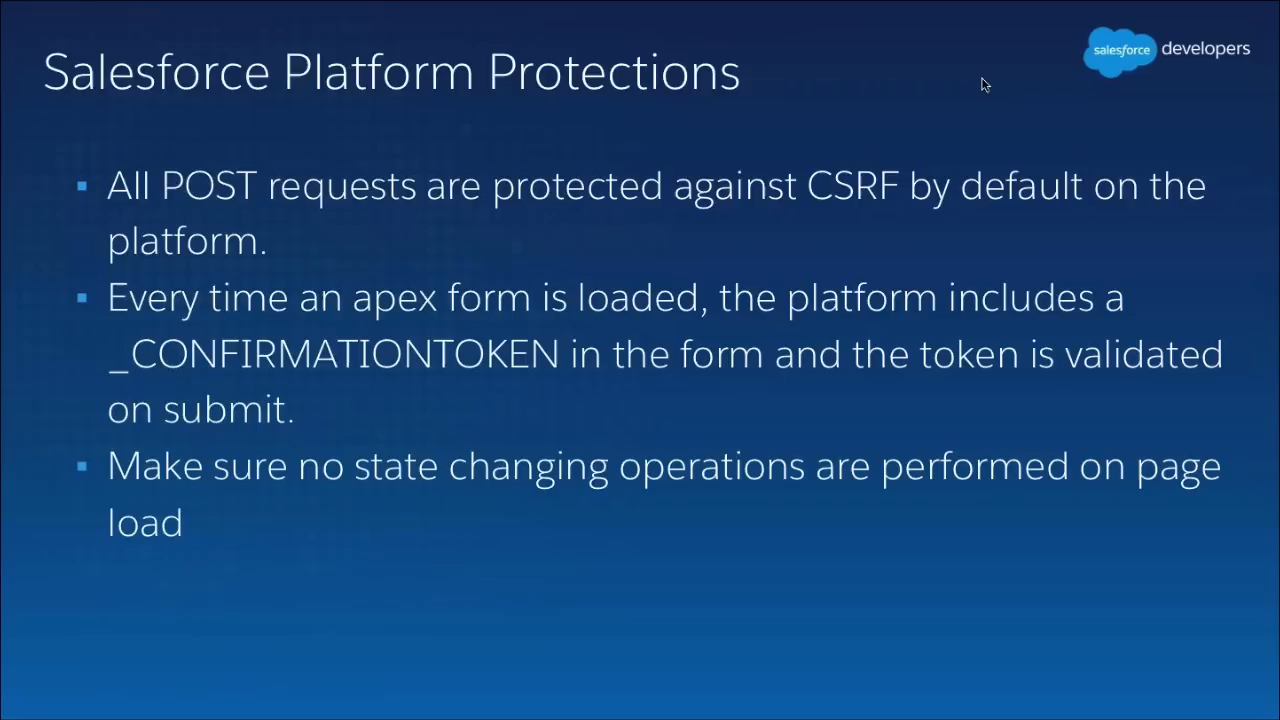 salesforce developers
Salesforce Platform Protections
▪ All POST requests are protected against CSRF by default on the
platform.
▪ Every time an apex form is loaded, the platform includes a
_CONFIRMATIONTOKEN in the form and the token is validated
on submit.
▪ Make sure no state changing operations are performed on page
load